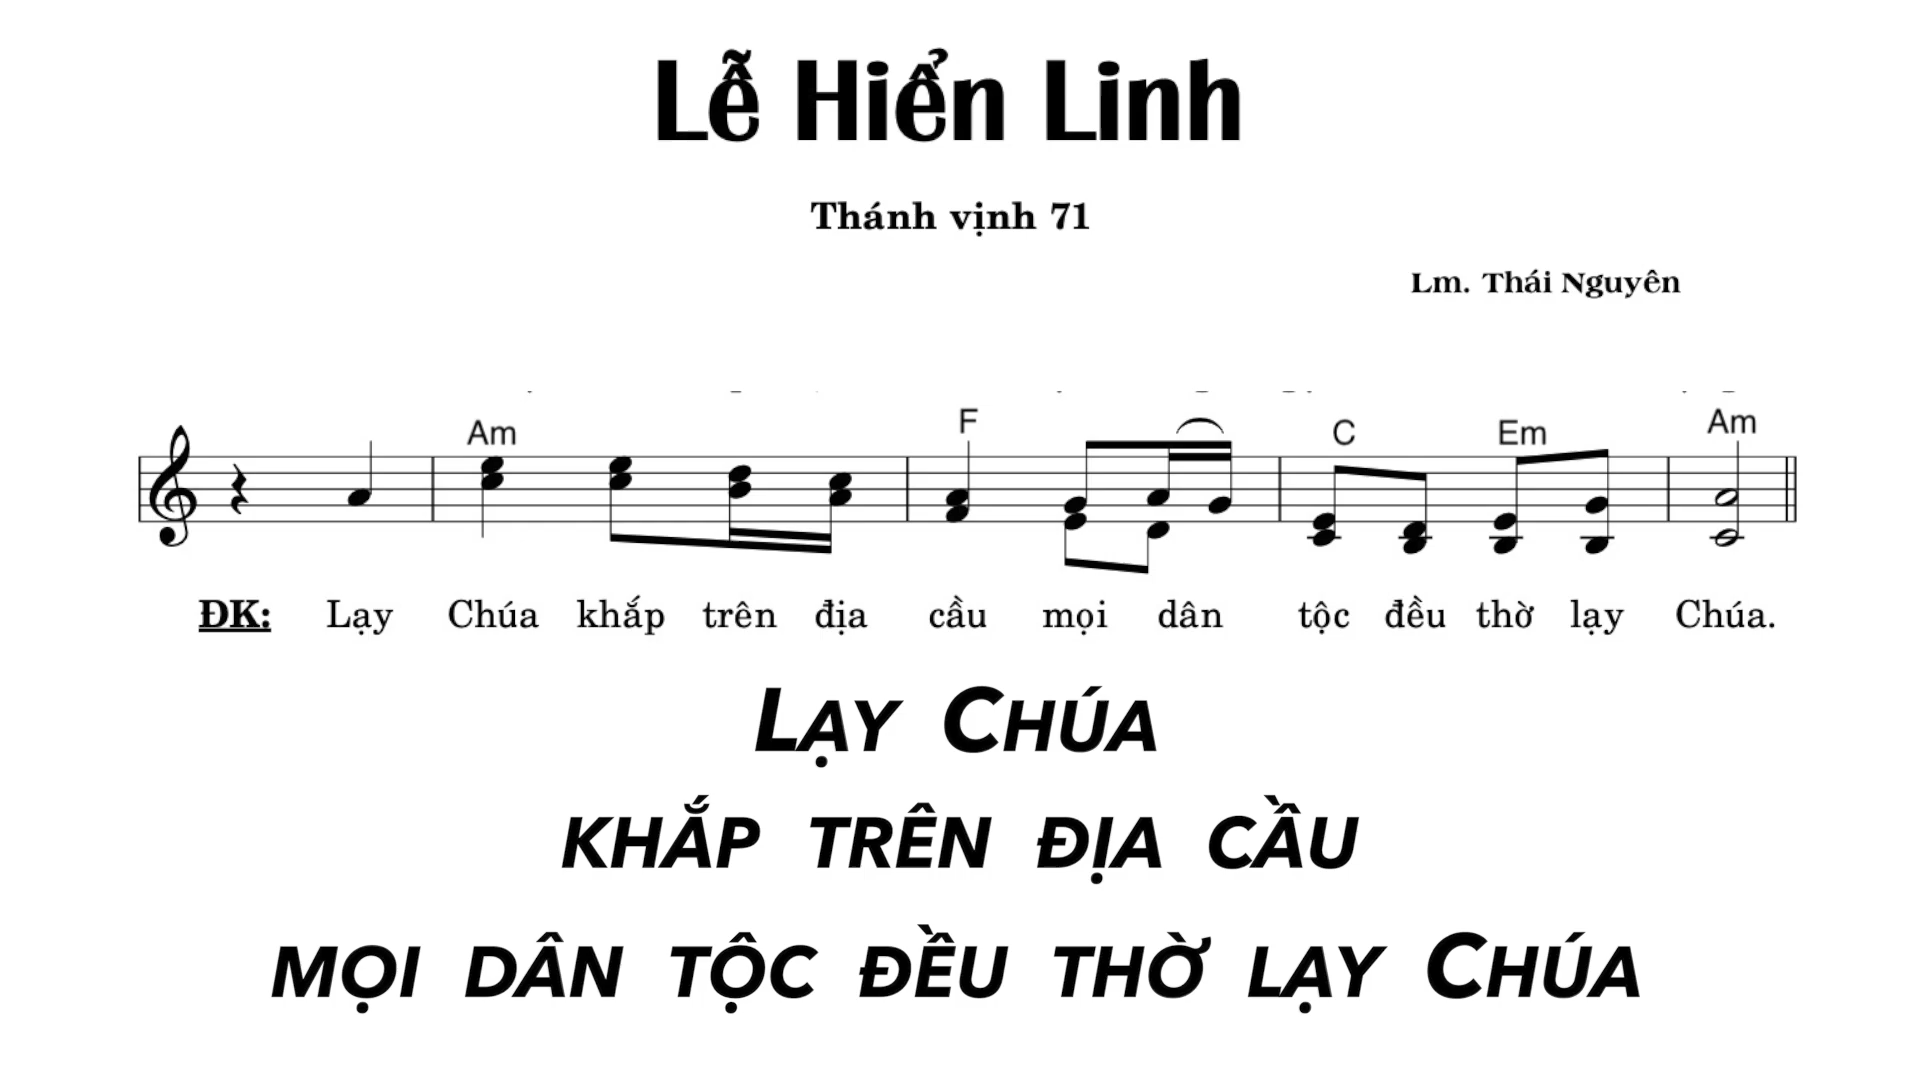 Lễ Hiển Linh
Thánh vịnh 71
Lm. Thái Nguyên
Am F C Em Am
ĐK: Lạy Chúa khắp trên địa cầu mọi dân tộc đều thờ lạy Chúa.
LẠY CHÚA
KHẮP TRÊN ĐỊA CẦU
MỌI DÂN TỘC ĐỀU THỜ LẠY CHÚA